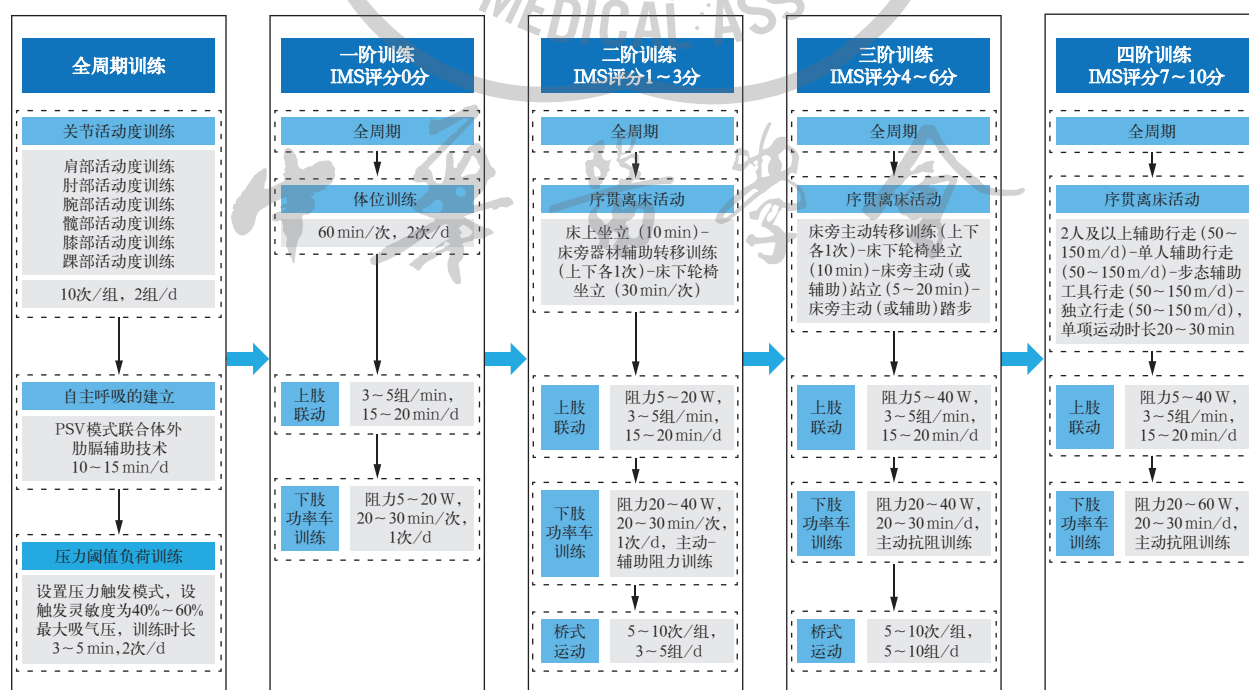 MEDICAL ASS
中华医学会
全周期训练
关节活动度训练
肩部活动度训练
肘部活动度训练
腕部活动度训练
髋部活动度训练
膝部活动度训练
踝部活动度训练
10次/组，2组/d
自主呼吸的建立
PSV模式联合体外
肋膈辅助技术
10～15 min/d
压力阈值负荷训练
设置压力触发模式，设
触发灵敏度为40%～60%
最大吸气压，训练时长
3～5 min,2次/d
一阶训练
IMS评分0分
全周期
体位训练
60 min/次，2次/d
上肢
联动
3～5组/min，
15～20 min/d
下肢
功率车
训练
阻力5～20 W，
20～30 min/次，
1次/d
二阶训练
IMS评分1～3分
全周期
序贯离床活动
床上坐立（10 min）-
床旁器材辅助转移训练
（上下各1次）-床下轮椅
坐立（30 min/次）
上肢
联动
阻力5～20 W，
3～5组/min，
15～20 min/d
下肢
功率车
训练
阻力20～40 W，
20～30 min/次，
1次/d，主动-
辅助阻力训练
桥式
运动
5～10次/组，
3～5组/d
三阶训练
IMS评分4～6分
全周期
序贯离床活动
床旁主动转移训练（上下
各1次）-床下轮椅坐立
（10 min）-床旁主动（或
辅助）站立（5～20 min）-
床旁主动（或辅助）踏步
上肢
联动
阻力5～40 W，
3～5组/min，
15～20 min/d
下肢
功率车
训练
阻力20～40 W，
20～30 min/d，
主动抗阻训练
桥式
运动
5～10次/组，
5～10组/d
四阶训练
IMS评分7～10分
全周期
序贯离床活动
2人及以上辅助行走（50～
150 m/d）-单人辅助行走
（50～150 m/d）-步态辅助
工具行走（50～150 m/d）-
独立行走（50～150 m/d），
单项运动时长20～30 min
上肢
联动
阻力5～40 W，
3～5组/min，
15～20 min/d
下肢
功率车
训练
阻力20～60 W，
20～30 min/d，
主动抗阻训练